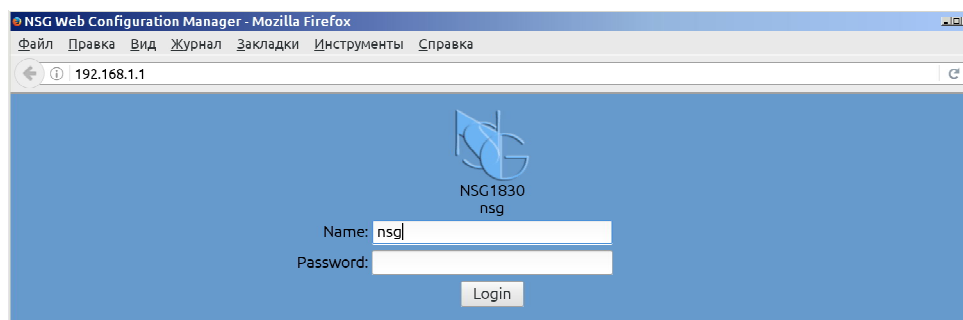 NSG Web Configuration Manager - Mozilla Firefox
Файл Правка Вид Журнал Закладки Инструменты Справка
192.168.1.1
NSG
NSG1830
nsg
Name: nsg
Password:
Login